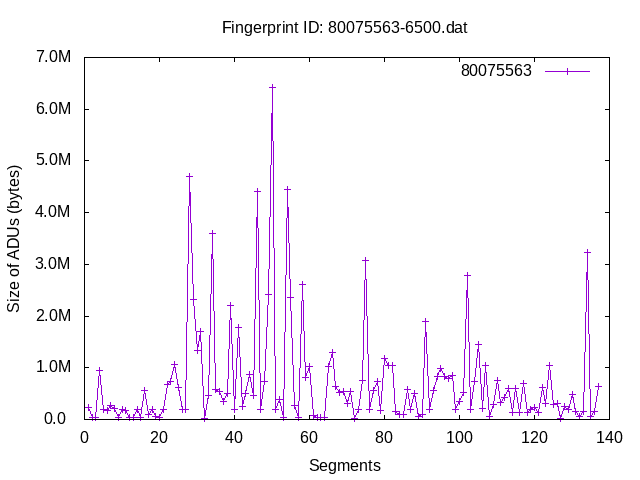 Fingerprint ID: 80075563-6500.dat
7.0M
80075563
6.0M
5.0M
4.0M
3.0M
2.0M
1.0M
0.0
Size of ADUs (bytes)
0 20 40 60 80 100 120 140
Segments